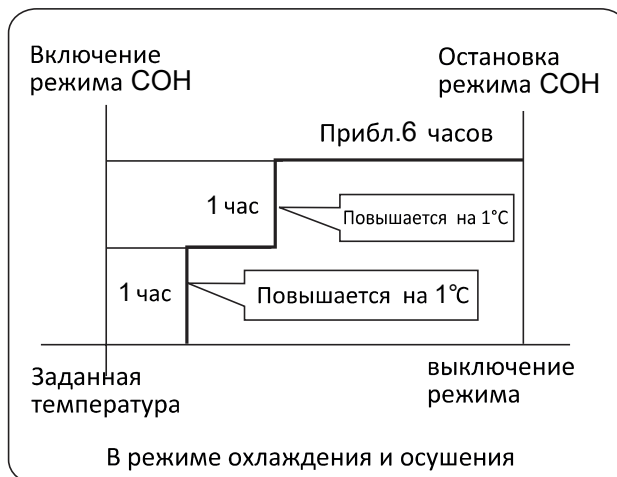 Включение
режима СОН
Остановка
режима СОН
Прибл.6 часов
1 час
Повышается на 1°C
1 час
Повышается на 1°C
Заданная
температура
выключение
режима
В режиме охлаждения и осушения